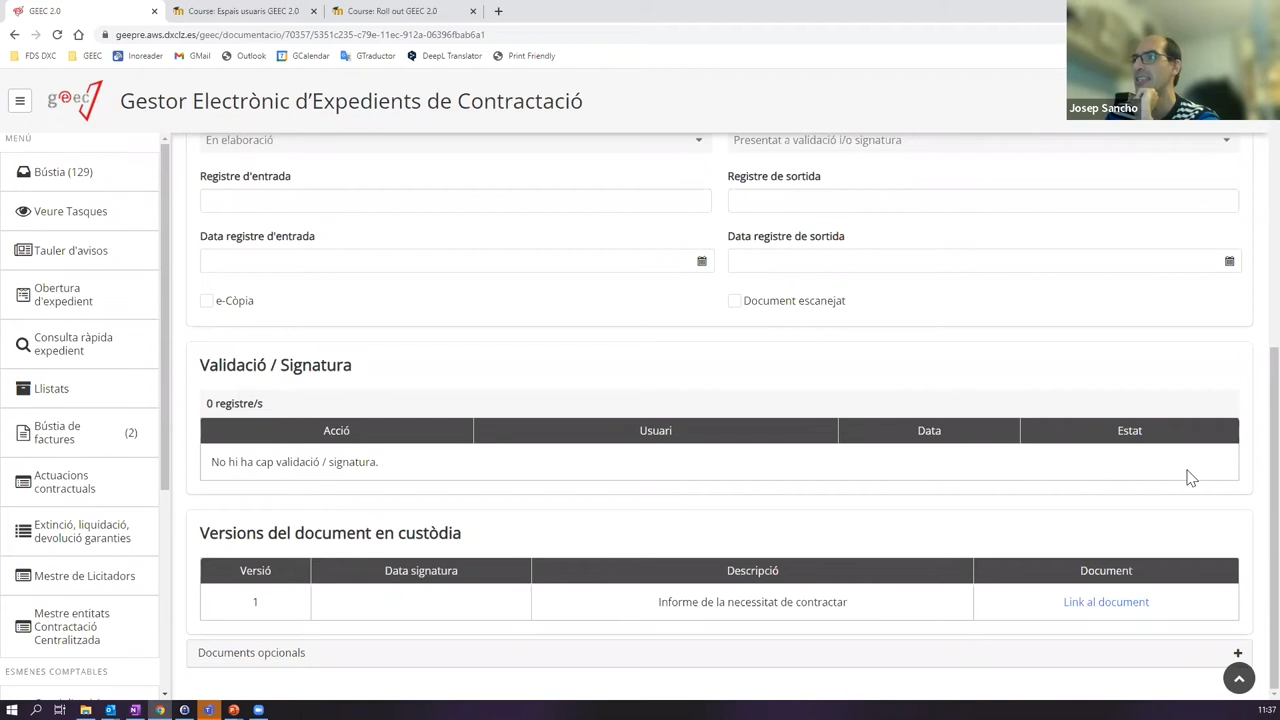 GEEC 2.0
Course: Espais usuaris GEEC 2.0
Course: Roll out GEEC 2.0
geepre.aws.dxclz.es/geec/documentacio/70357/5351c235-c79e-11ec-912a-06396fbab6a1
FDS DXC
GEEC
Inoreader
GMail
Outlook
GCalendar
GTraductor
DeepL Translator
Print Friendly
Josep Sancho
geec
Gestor Electrònic d'Expedients de Contractació
MENÚ
Bústia (129)
Veure Tasques
Tauler d'avisos
Obertura
d'expedient
Consulta ràpida
expedient
Llistats
Bústia de
factures
(2)
Actuacions
contractuals
Extinció, liquidació,
devolució garanties
Mestre de Licitadors
Mestre entitats
Contractació
Centralitzada
ESMENES COMPTABLES
En elaboració
Presentat a validació i/o signatura
Registre d'entrada
Registre de sortida
Data registre d'entrada
Data registre de sortida
e-Còpia
Document escanejat
Validació / Signatura
0 registre/s
Acció Usuari Data Estat
No hi ha cap validació / signatura.
Versions del document en custòdia
Versió Data signatura Descripció Document
1 Informe de la necessitat de contractar Link al document
Documents opcionals
11:37